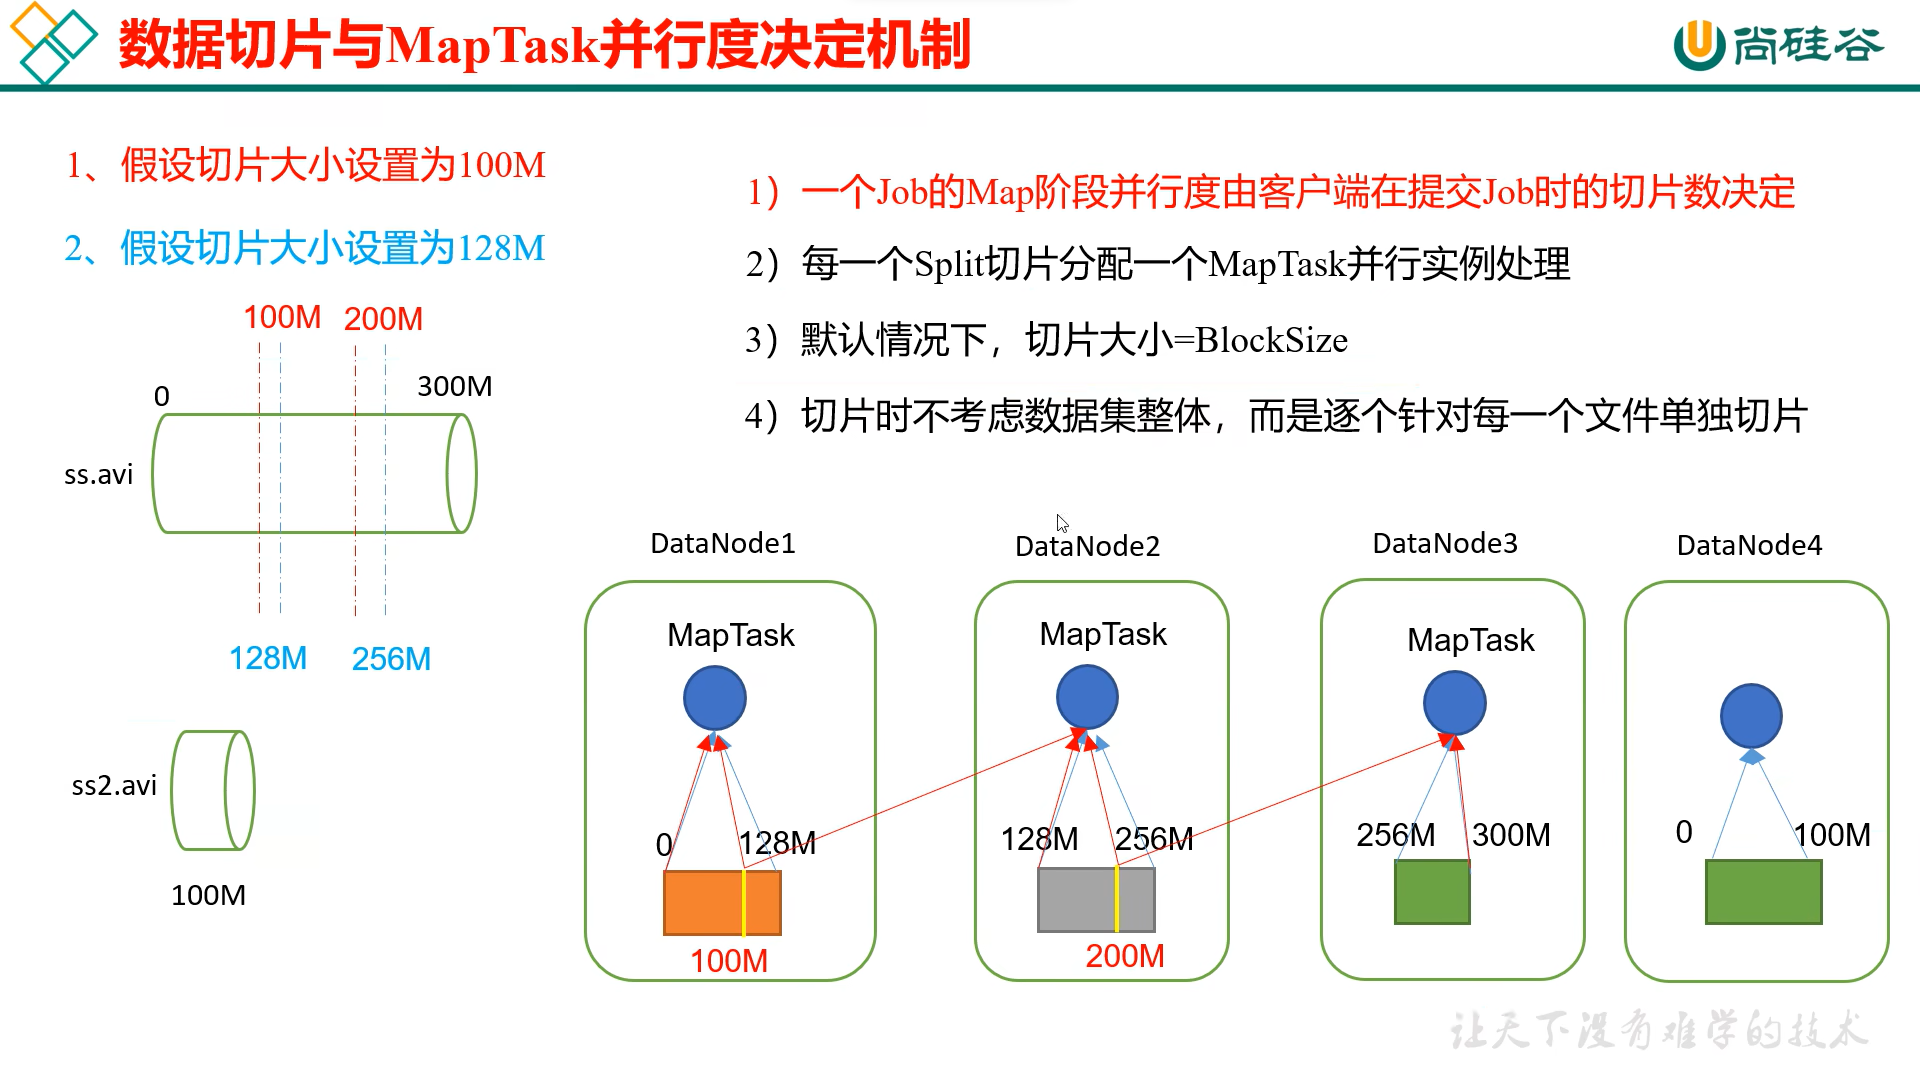 数据切片与MapTask并行度决定机制
尚硅谷
1、假设切片大小设置为100M
2、假设切片大小设置为128M
1）一个Job的Map阶段并行度由客户端在提交Job时的切片数决定
2）每一个Split切片分配一个MapTask并行实例处理
3）默认情况下，切片大小=BlockSize
4）切片时不考虑数据集整体，而是逐个针对每一个文件单独切片
100M 200M
0 300M
ss.avi
128M 256M
ss2.avi
100M
DataNode1 DataNode2 DataNode3 DataNode4
MapTask MapTask MapTask
0 128M 128M 256M 256M 300M 0 100M
100M 200M
让天下没有难学的技术